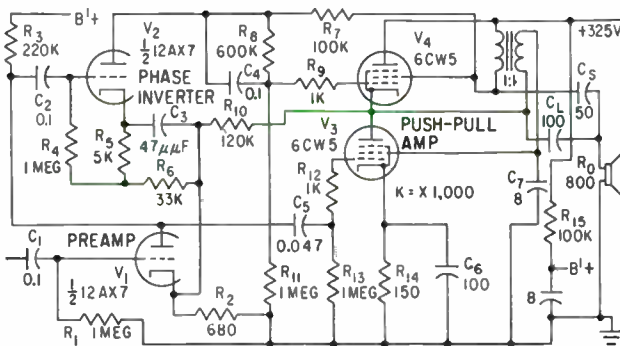 B'+
R3
220K
V2
½ 12AX7
PHASE
INVERTER
C2
0.1
R4
1 MEG
R5
5K
C3
47µµF
R6
33K
R8
600K
C4
0.1
R7
100K
R9
1K
R10
120K
V4
6CW5
V3
6CW5
PUSH-PULL
AMP
R12
1K
K = X 1,000
1:1
+325V
CS
50
CL
100
RO
800
C7
8
R15
100K
B'+
8
C5
0.047
C1
0.1
PREAMP
V1
½ 12AX7
R1
1 MEG
R2
680
R11
1 MEG
R13
1 MEG
R14
150
C6
100